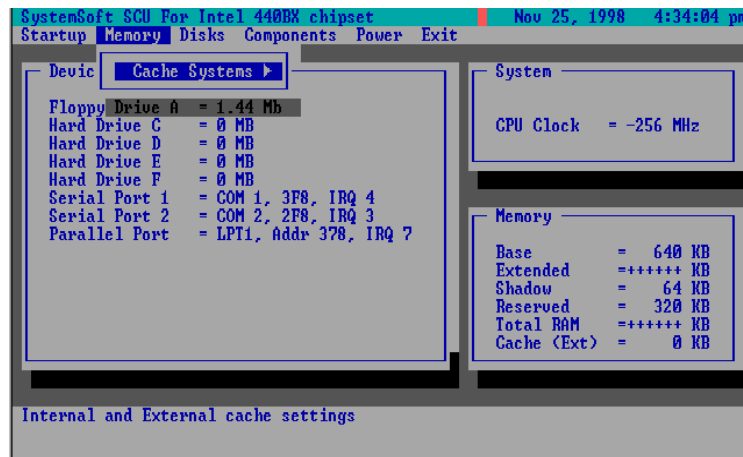 SystemSoft SCU For Intel 440BX chipset Nov 25, 1998 4:34:04 pm
Startup Memory Disks Components Power Exit
Devic
Cache Systems ►
Floppy Drive A = 1.44 Mb
Hard Drive C = 0 MB
Hard Drive D = 0 MB
Hard Drive E = 0 MB
Hard Drive F = 0 MB
Serial Port 1 = COM 1, 3F8, IRQ 4
Serial Port 2 = COM 2, 2F8, IRQ 3
Parallel Port = LPT1, Addr 378, IRQ 7
System
CPU Clock = -256 MHz
Memory
Base = 640 KB
Extended =++++++ KB
Shadow = 64 KB
Reserved = 320 KB
Total RAM =++++++ KB
Cache (Ext) = 0 KB
Internal and External cache settings